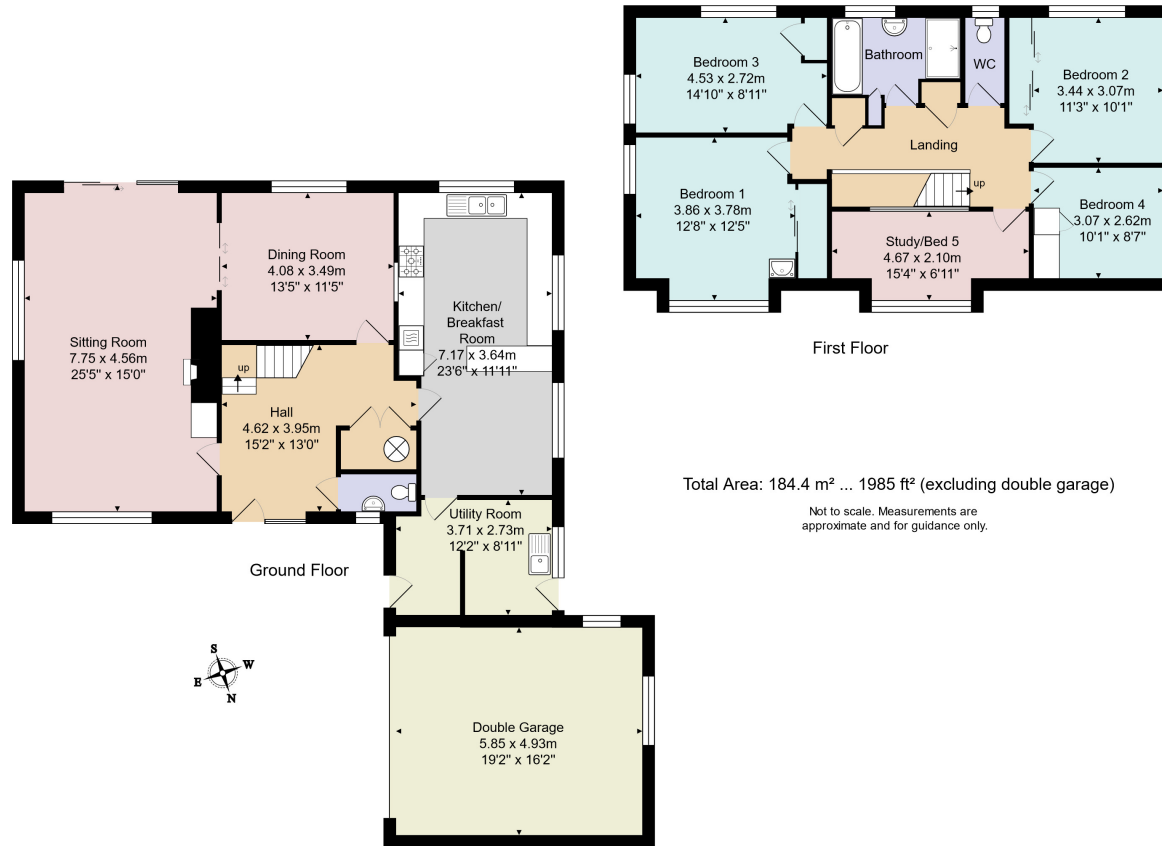 Bedroom 3
4.53 x 2.72m
14'10" x 8'11"
Bathroom
WC
Bedroom 2
3.44 x 3.07m
11'3" x 10'1"
Landing
up
Bedroom 1
3.86 x 3.78m
12'8" x 12'5"
Study/Bed 5
4.67 x 2.10m
15'4" x 6'11"
Bedroom 4
3.07 x 2.62m
10'1" x 8'7"
First Floor
Dining Room
4.08 x 3.49m
13'5" x 11'5"
Sitting Room
7.75 x 4.56m
25'5" x 15'0"
Kitchen/
Breakfast
Room
7.17 x 3.64m
23'6" x 11'11"
up
Hall
4.62 x 3.95m
15'2" x 13'0"
Utility Room
3.71 x 2.73m
12'2" x 8'11"
Ground Floor
Total Area: 184.4 m² ... 1985 ft² (excluding double garage)
Not to scale. Measurements are
approximate and for guidance only.
S
W
E
N
Double Garage
5.85 x 4.93m
19'2" x 16'2"